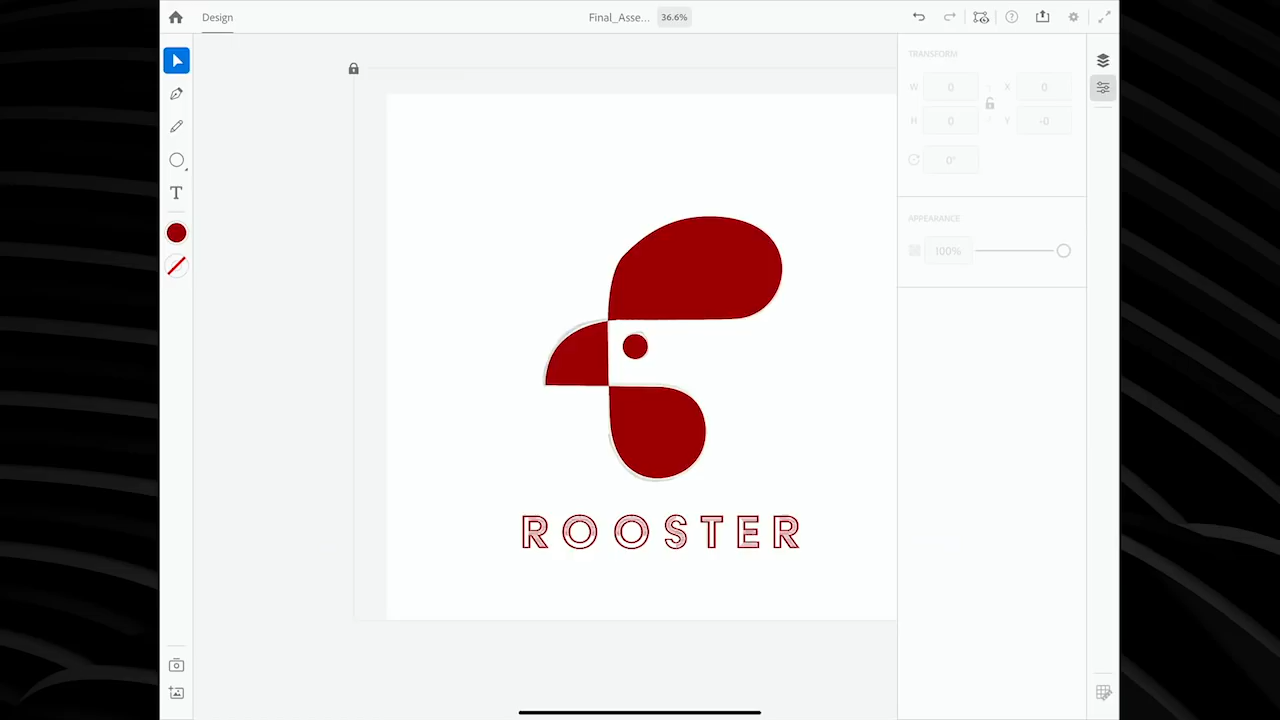 Design
Final_Asse...
36.6%
TRANSFORM
W 0 X 0
H 0 Y -0
0°
T
APPEARANCE
100%
ROOSTER